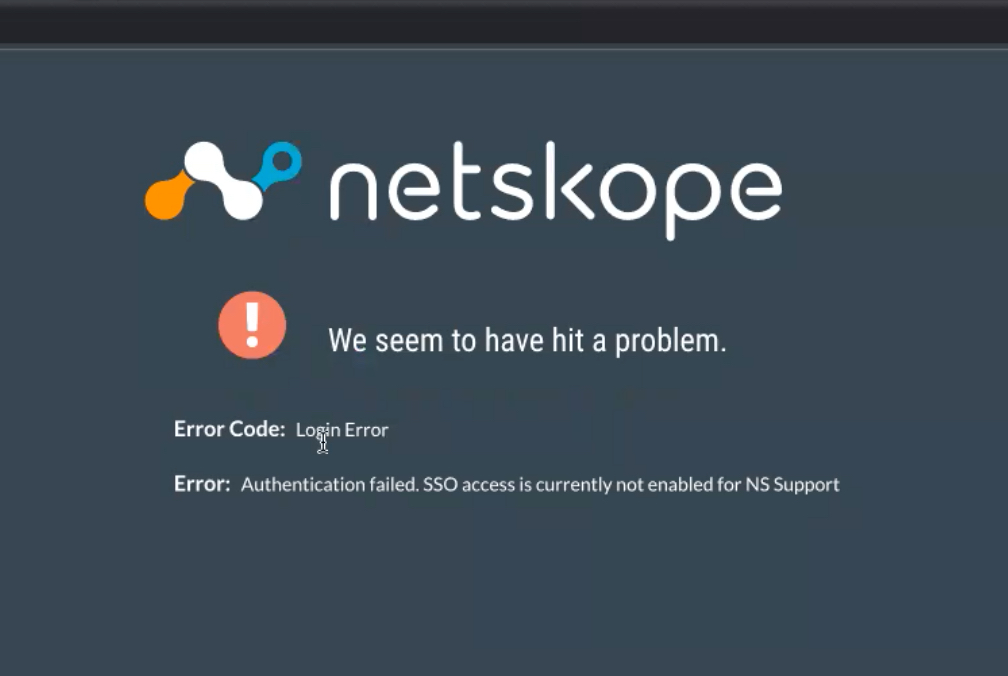 netskope
We seem to have hit a problem.
Error Code: Login Error
Error: Authentication failed. SSO access is currently not enabled for NS Support